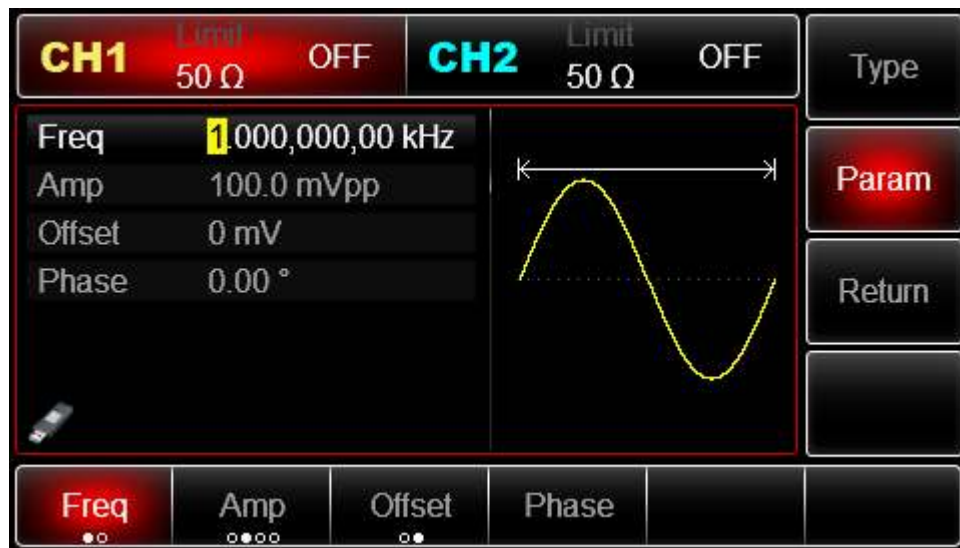 CH1 Limit 50 Ω OFF
CH2 Limit 50 Ω OFF
Type
Freq 1.000,000,00 kHz
Amp 100.0 mVpp
Offset 0 mV
Phase 0.00 °
Param
Return
Freq Amp Offset Phase